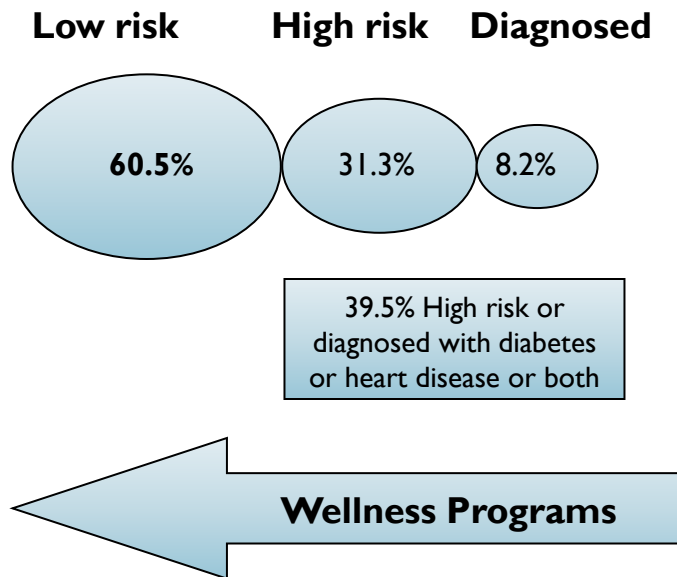 Low risk High risk Diagnosed
60.5% 31.3% 8.2%
39.5% High risk or
diagnosed with diabetes
or heart disease or both
Wellness Programs